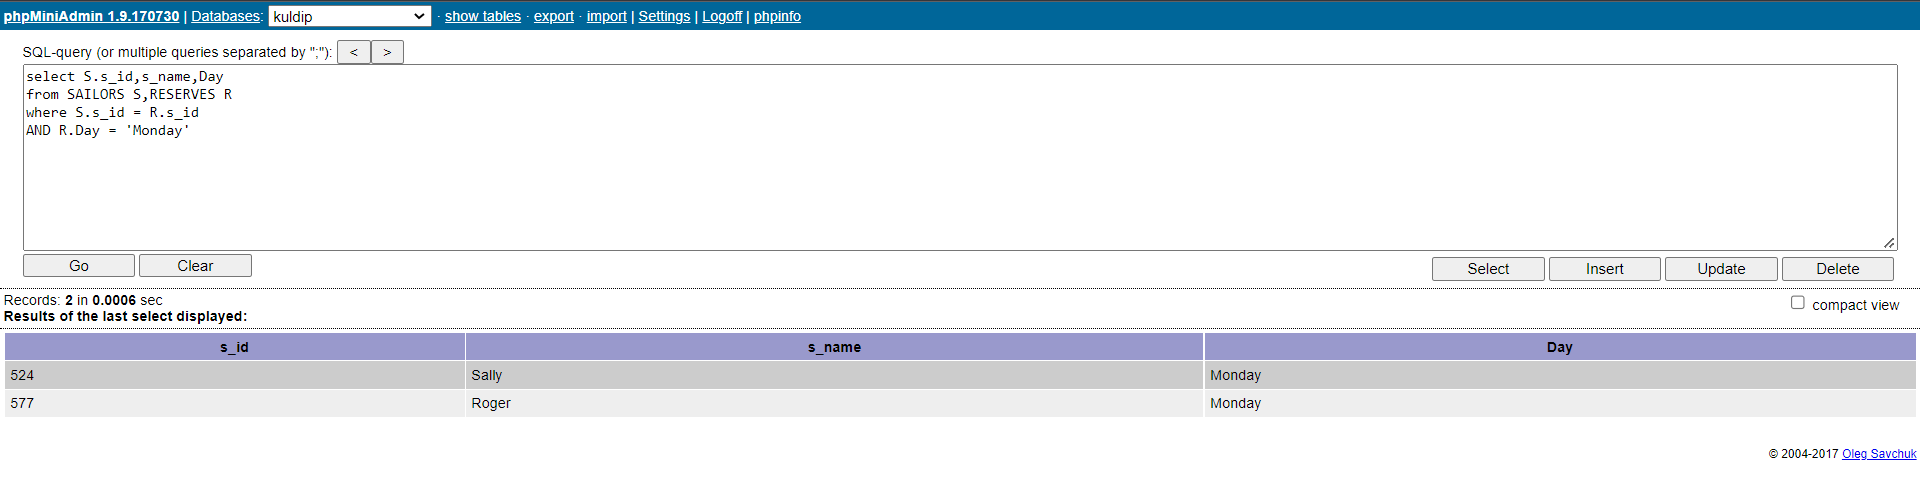 phpMiniAdmin 1.9.170730 | Databases: kuldip · show tables · export · import | Settings | Logoff | phpinfo
SQL-query (or multiple queries separated by ";"): < >
select S.s_id,s_name,Day
from SAILORS S,RESERVES R
where S.s_id = R.s_id
AND R.Day = 'Monday'
Go Clear Select Insert Update Delete
Records: 2 in 0.0006 sec compact view
Results of the last select displayed:
s_id s_name Day
524 Sally Monday
577 Roger Monday
© 2004-2017 Oleg Savchuk